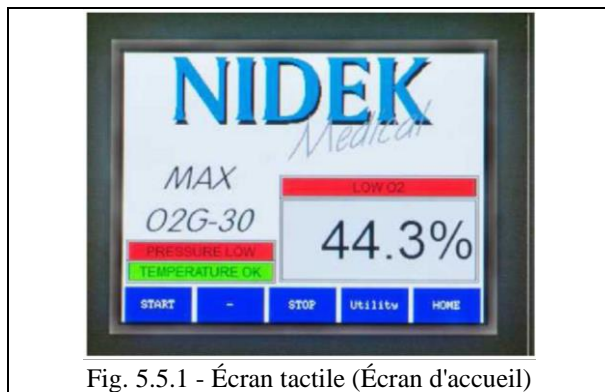 NIDEK
Medical
MAX
O2G-30
LOW O2
44.3%
PRESSURE LOW
TEMPERATURE OK
START - STOP Utility HOME
Fig. 5.5.1 - Écran tactile (Écran d'accueil)